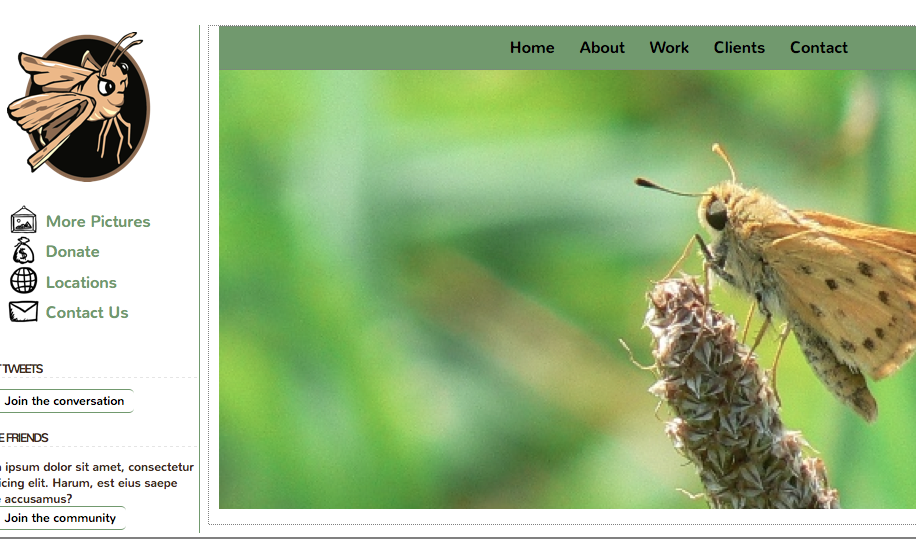 Home About Work Clients Contact
More Pictures
Donate
Locations
Contact Us
TWEETS
Join the conversation
FRIENDS
ipsum dolor sit amet, consectetur
elit. Harum, est eius saepe
accusamus?
Join the community